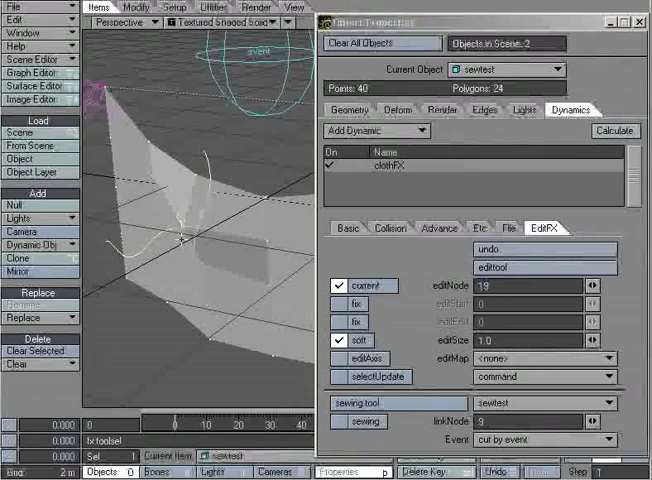 File
Edit
Window
Help
Scene Editor
Graph Editor
Surface Editor
Image Editor
Load
Scene
From Scene
Object
Object Layer
Add
Null
Lights
Camera
Dynamic Obj
Clone
Mirror
Replace
Rename
Replace
Delete
Clear Selected
Clear
Items Modify Setup Utilities Render View
Perspective Textured Shaded Solid
event
Object Properties
Clear All Objects Objects in Scene: 2
Current Object sewtest
Points: 40 Polygons: 24
Geometry Deform Render Edges Lights Dynamics
Add Dynamic Calculate
On Name
clothFX
Basic Collision Advance Etc File EditFX
undo
edittool
current editNode 19
fix editStart 0
fix editEnd 0
soft editSize 1.0
editAxis editMap <none>
selectUpdate command
sewing tool sewtest
sewing linkNode 9
Event cut by event
0.000 0 10 20 30 40
0.000 fx toolsel
0.000 Sel: 1 Current Item sewtest
Grid: 2 m Objects O Bones Lights Cameras Properties p Delete Key Undo Step 1